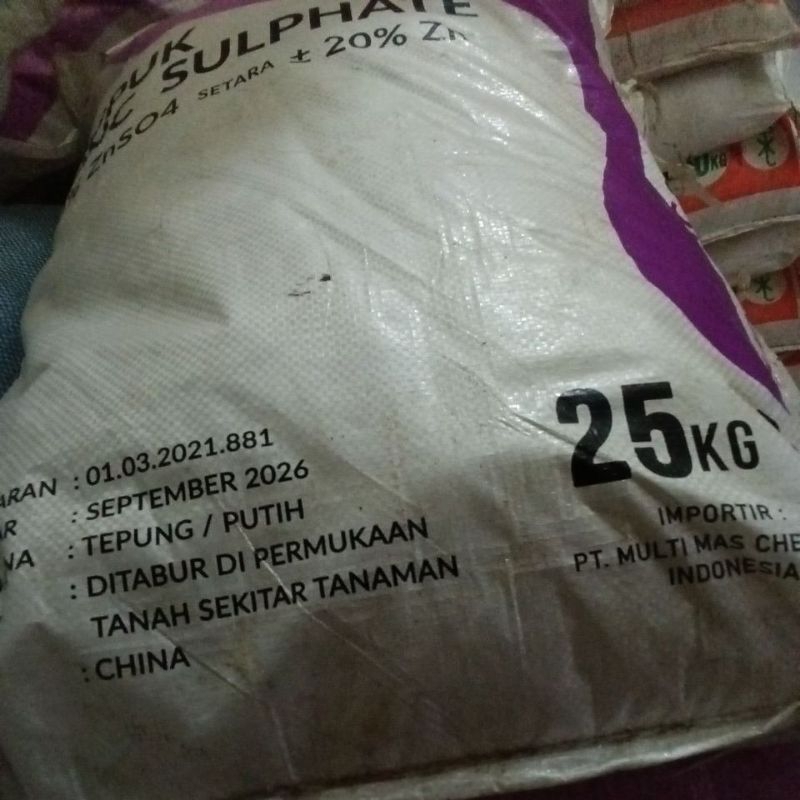 SULPHATE
ZnSO4 SETARA ± 20% Zn
: 01.03.2021.881
: SEPTEMBER 2026
: TEPUNG / PUTIH
: DITABUR DI PERMUKAAN
TANAH SEKITAR TANAMAN
: CHINA
25KG
IMPORTIR :
PT. MULTI MAS
INDONESIA
KG